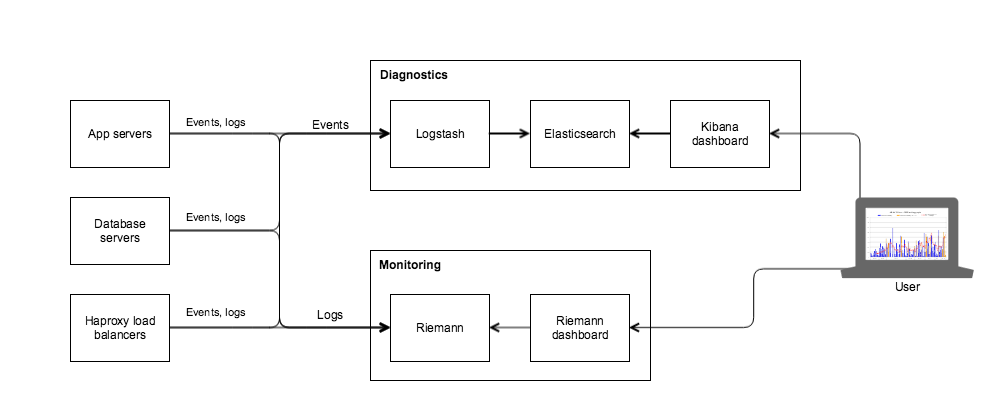 Diagnostics
App servers
Events, logs
Events
Logstash
Elasticsearch
Kibana
dashboard
Database
servers
Events, logs
User
Monitoring
Haproxy load
balancers
Events, logs
Logs
Riemann
Riemann
dashboard